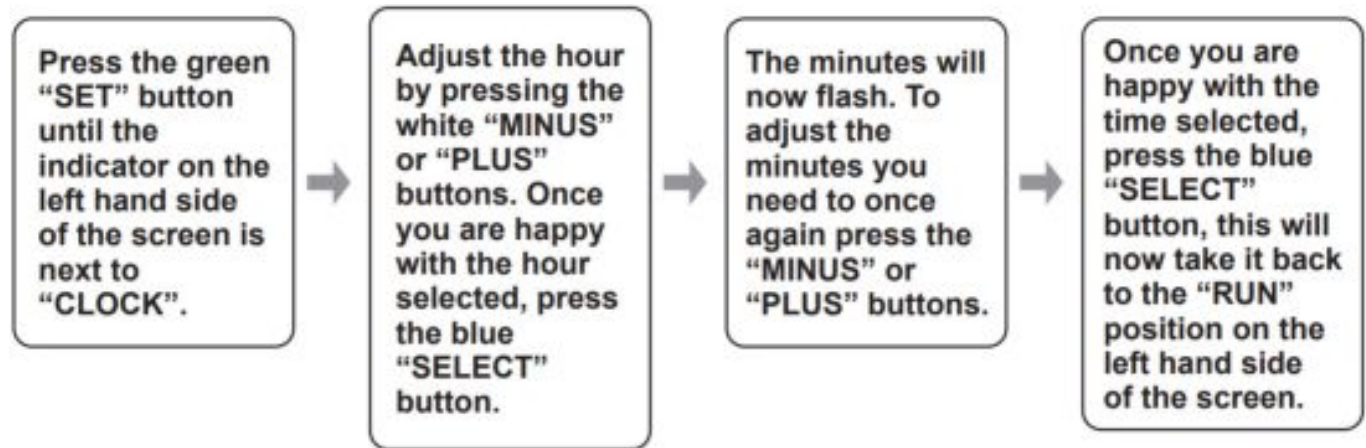 Press the green
“SET” button
until the
indicator on the
left hand side
of the screen is
next to
“CLOCK”.
Adjust the hour
by pressing the
white “MINUS”
or “PLUS”
buttons. Once
you are happy
with the hour
selected, press
the blue
“SELECT”
button.
The minutes will
now flash. To
adjust the
minutes you
need to once
again press the
“MINUS” or
“PLUS” buttons.
Once you are
happy with the
time selected,
press the blue
“SELECT”
button, this will
now take it back
to the “RUN”
position on the
left hand side
of the screen.